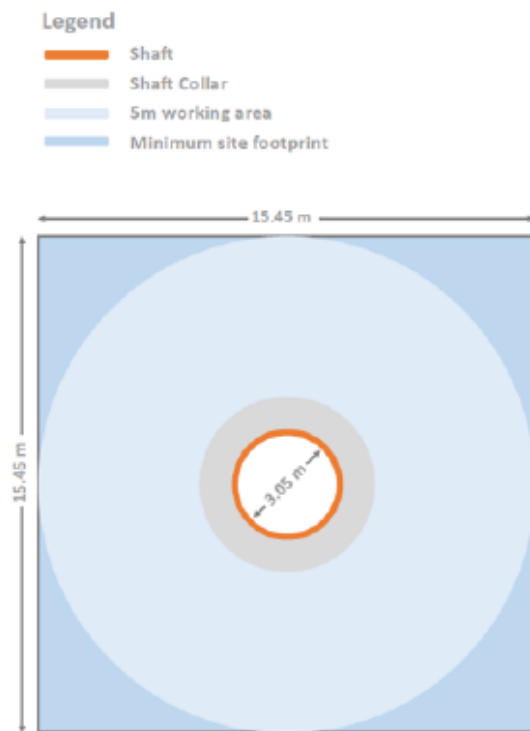 Legend
Shaft
Shaft Collar
5m working area
Minimum site footprint
15.45 m
15.45 m
3.05 m